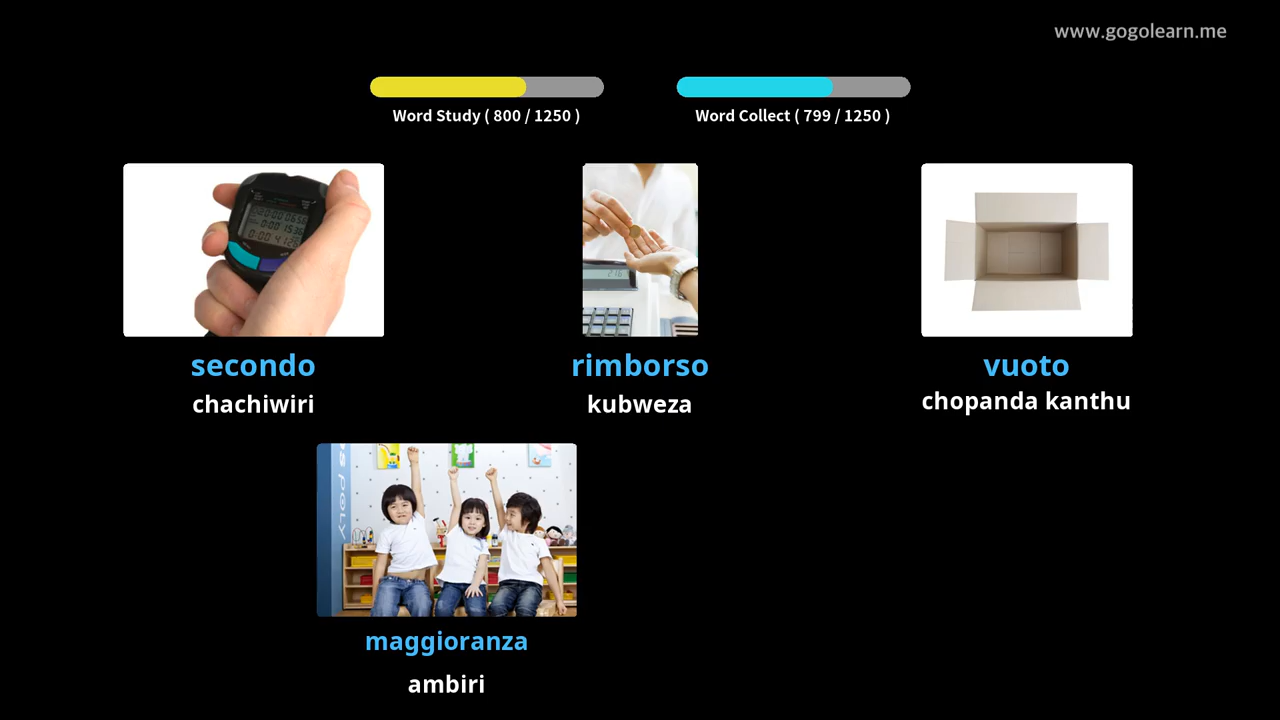 www.gogolearn.me
Word Study ( 800 / 1250 )
Word Collect ( 799 / 1250 )
secondo
chachiwiri
rimborso
kubweza
vuoto
chopanda kanthu
maggioranza
ambiri